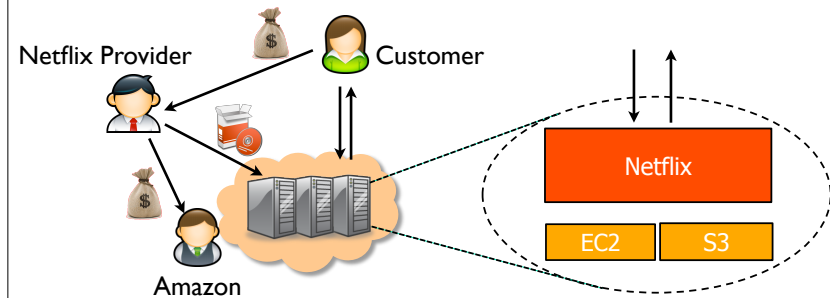 $
Netflix Provider
Customer
Netflix
$
EC2
S3
Amazon